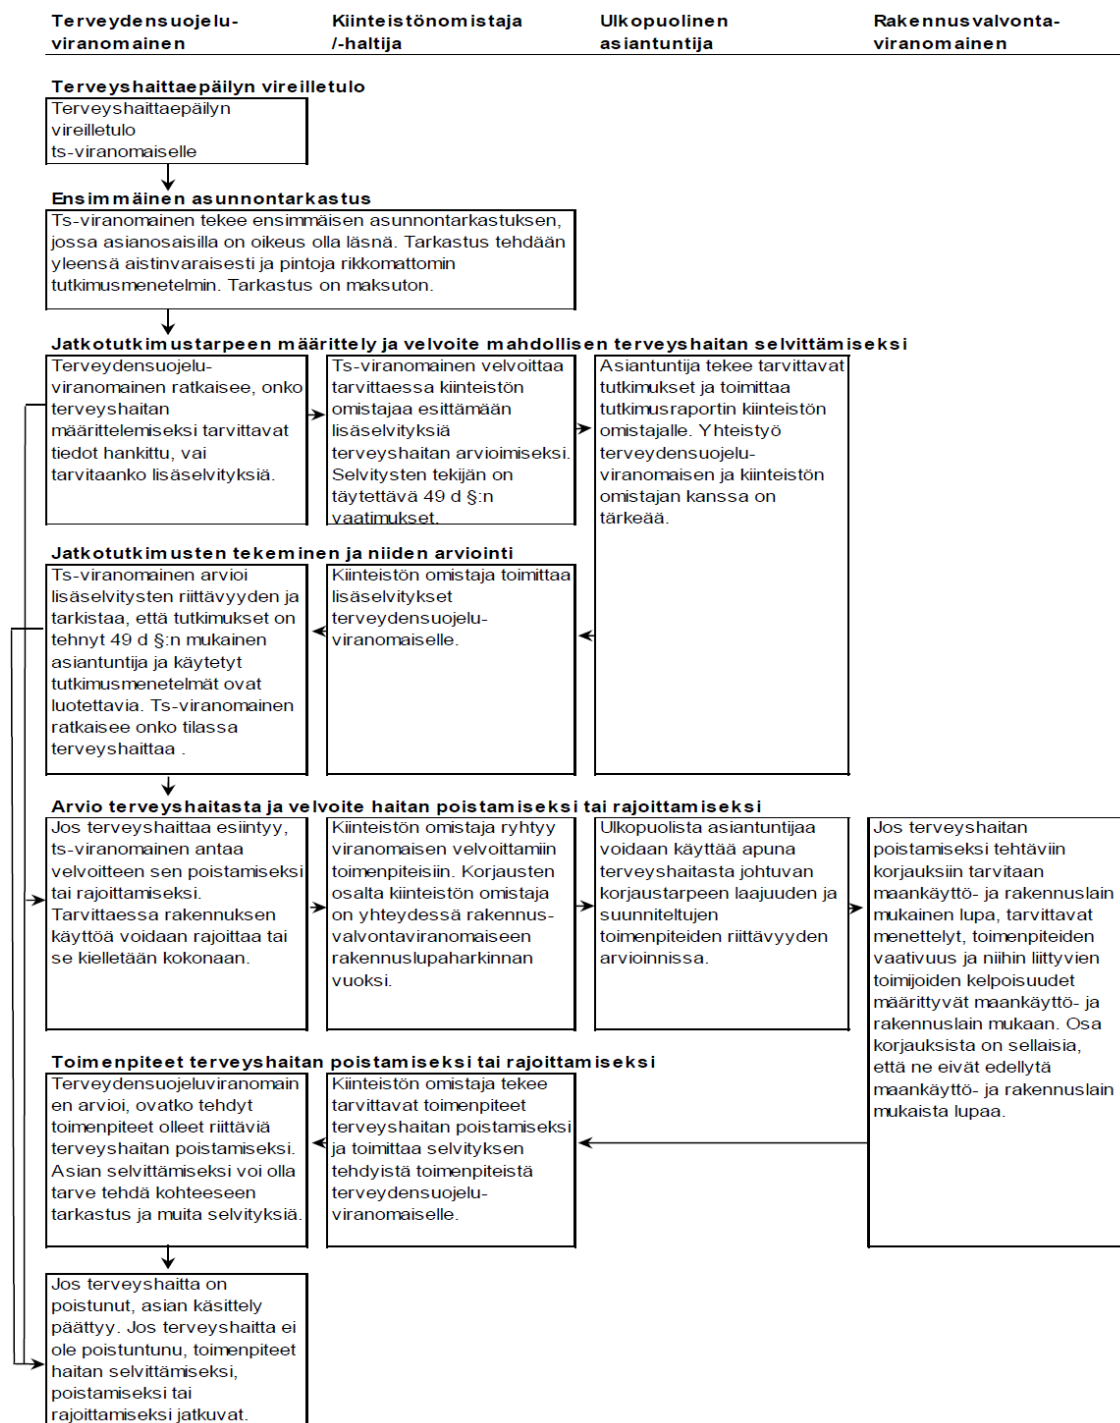 Terveydensuojelu-
viranomainen
Kiinteistönomistaja
/-haltija
Ulkopuolinen
asiantuntija
Rakennusvalvonta-
viranomainen
Terveyshaittaepäilyn vireilletulo
Terveyshaittaepäilyn
vireilletulo
ts-viranomaiselle
Ensimmäinen asunnontarkastus
Ts-viranomainen tekee ensimmäisen asunnontarkastuksen,
jossa asianosaisilla on oikeus olla läsnä. Tarkastus tehdään
yleensä aistinvaraisesti ja pintoja rikkomattomin
tutkimusmenetelmin. Tarkastus on maksuton.
Jatkotutkimustarpeen määrittely ja velvoite mahdollisen terveyshaitan selvittämiseksi
Terveydensuojelu-
viranomainen ratkaisee, onko
terveyshaitan
määrittelemiseksi tarvittavat
tiedot hankittu, vai
tarvitaanko lisäselvityksiä.
Ts-viranomainen velvoittaa
tarvittaessa kiinteistön
omistajaa esittämään
lisäselvityksiä
terveyshaitan arvioimiseksi.
Selvitysten tekijän on
täytettävä 49 d §:n
vaatimukset.
Asiantuntija tekee tarvittavat
tutkimukset ja toimittaa
tutkimusraportin kiinteistön
omistajalle. Yhteistyö
terveydensuojelu-
viranomaisen ja kiinteistön
omistajan kanssa on
tärkeää.
Jatkotutkimusten tekeminen ja niiden arviointi
Ts-viranomainen arvioi
lisäselvitysten riittävyyden ja
tarkistaa, että tutkimukset on
tehnyt 49 d §:n mukainen
asiantuntija ja käytetyt
tutkimusmenetelmät ovat
luotettavia. Ts-viranomainen
ratkaisee onko tilassa
terveyshaittaa .
Kiinteistön omistaja toimittaa
lisäselvitykset
terveydensuojelu-
viranomaiselle.
Arvio terveyshaitasta ja velvoite haitan poistamiseksi tai rajoittamiseksi
Jos terveyshaittaa esiintyy,
ts-viranomainen antaa
velvoitteen sen poistamiseksi
tai rajoittamiseksi.
Tarvittaessa rakennuksen
käyttöä voidaan rajoittaa tai
se kielletään kokonaan.
Kiinteistön omistaja ryhtyy
viranomaisen velvoittamiin
toimenpiteisiin. Korjausten
osalta kiinteistön omistaja
on yhteydessä rakennus-
valvontaviranomaiseen
rakennuslupaharkinnan
vuoksi.
Ulkopuolista asiantuntijaa
voidaan käyttää apuna
terveyshaitasta johtuvan
korjaustarpeen laajuuden ja
suunniteltujen
toimenpiteiden riittävyyden
arvioinnissa.
Jos terveyshaitan
poistamiseksi tehtäviin
korjauksiin tarvitaan
maankäyttö- ja rakennuslain
mukainen lupa, tarvittavat
menettelyt, toimenpiteiden
vaativuus ja niihin liittyvien
toimijoiden kelpoisuudet
määrittyvät maankäyttö- ja
rakennuslain mukaan. Osa
korjauksista on sellaisia,
että ne eivät edellytä
maankäyttö- ja rakennuslain
mukaista lupaa.
Toimenpiteet terveyshaitan poistamiseksi tai rajoittamiseksi
Terveydensuojeluviranomain
en arvioi, ovatko tehdyt
toimenpiteet olleet riittäviä
terveyshaitan poistamiseksi.
Asian selvittämiseksi voi olla
tarve tehdä kohteeseen
tarkastus ja muita selvityksiä.
Kiinteistön omistaja tekee
tarvittavat toimenpiteet
terveyshaitan poistamiseksi
ja toimittaa selvityksen
tehdyistä toimenpiteistä
terveydensuojelu-
viranomaiselle.
Jos terveyshaitta on
poistunut, asian käsittely
päättyy. Jos terveyshaitta ei
ole poistuntunu, toimenpiteet
haitan selvittämiseksi,
poistamiseksi tai
rajoittamiseksi jatkuvat.